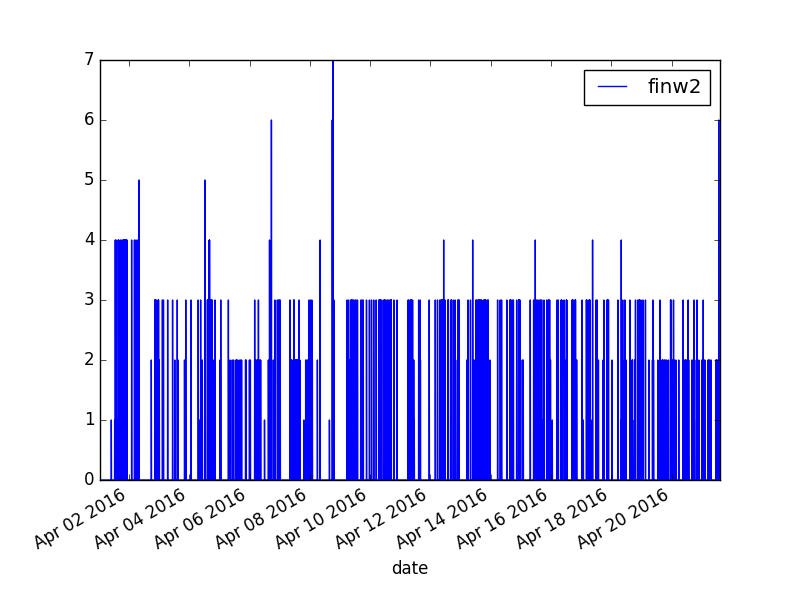 7
finw2
6
5
4
3
2
1
0
Apr 02 2016
Apr 04 2016
Apr 06 2016
Apr 08 2016
Apr 10 2016
Apr 12 2016
Apr 14 2016
Apr 16 2016
Apr 18 2016
Apr 20 2016
date